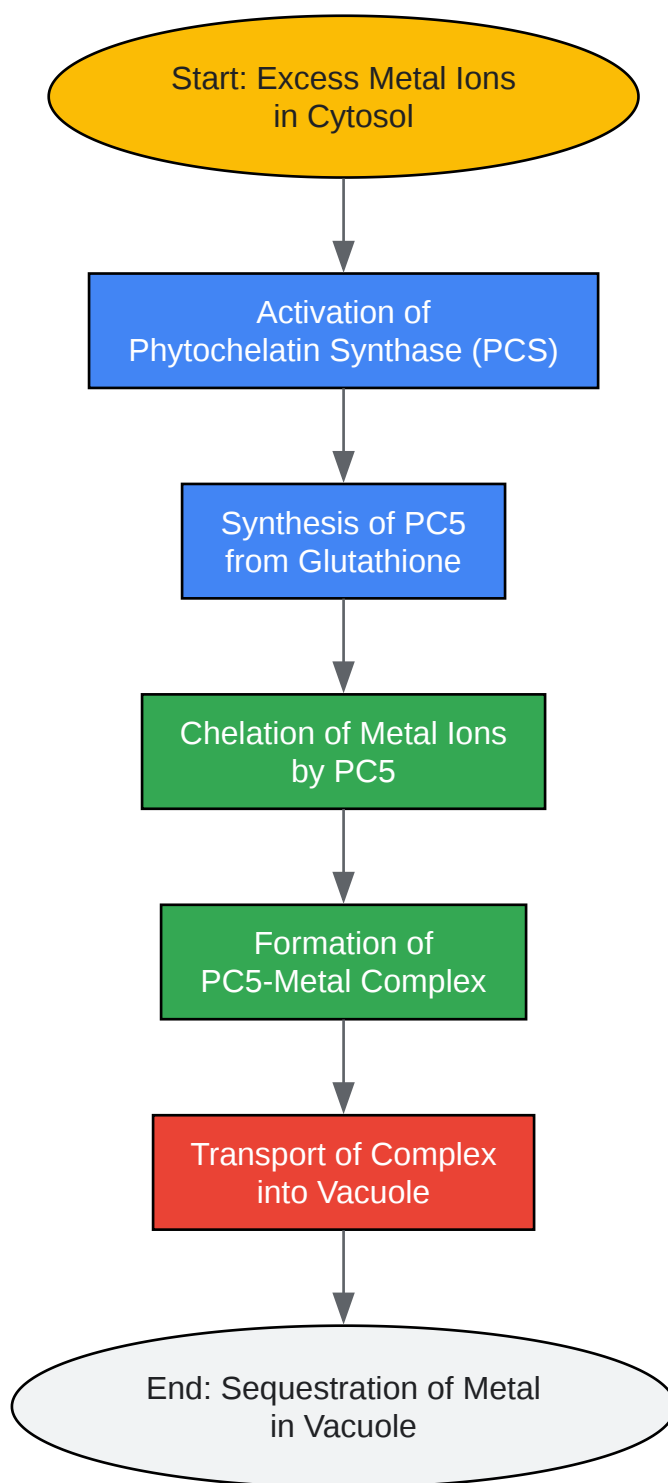 Start: Excess Metal Ions
in Cytosol
Activation of
Phytochelatin Synthase (PCS)
Synthesis of PC5
from Glutathione
Chelation of Metal Ions
by PC5
Formation of
PC5-Metal Complex
Transport of Complex
into Vacuole
End: Sequestration of Metal
in Vacuole